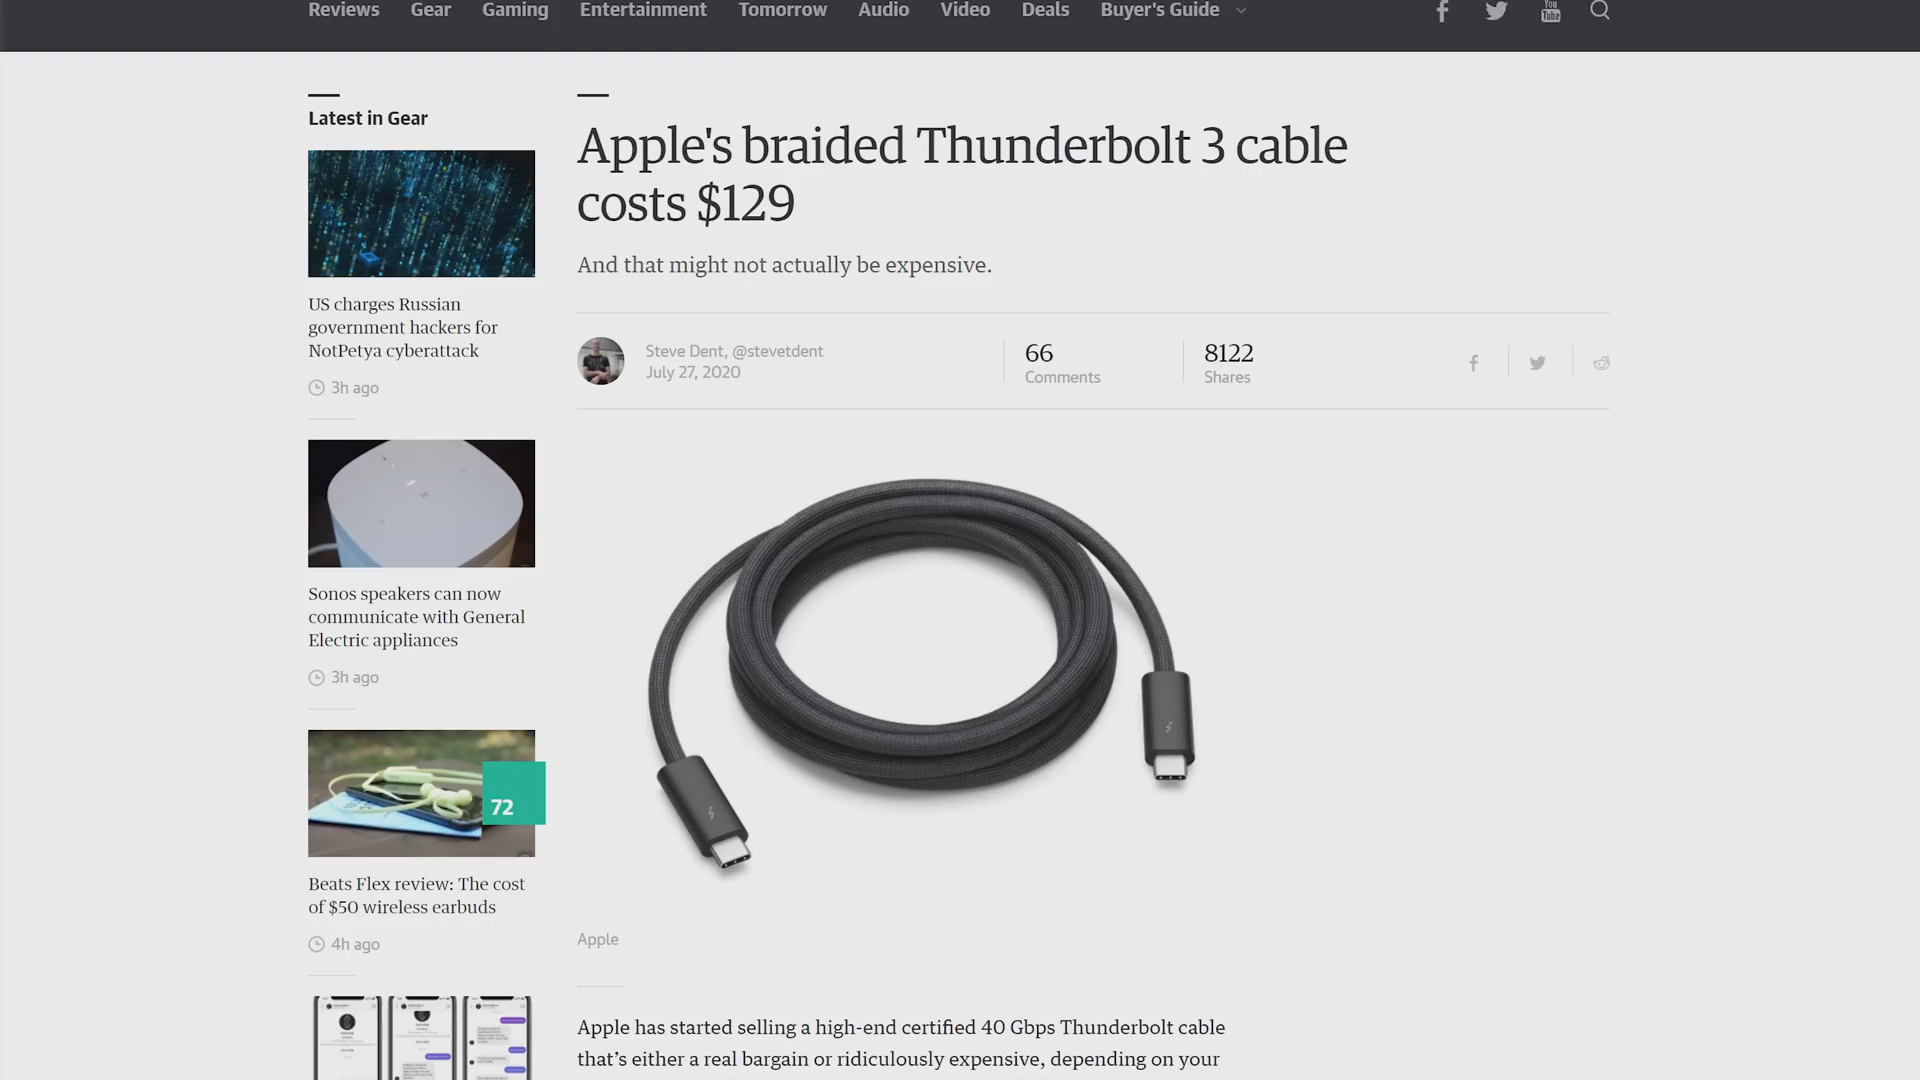 Reviews Gear Gaming Entertainment Tomorrow Audio Video Deals Buyer's Guide
You
Tube
Latest in Gear
US charges Russian
government hackers for
NotPetya cyberattack
3h ago
Sonos speakers can now
communicate with General
Electric appliances
3h ago
72
Beats Flex review: The cost
of $50 wireless earbuds
4h ago
Apple's braided Thunderbolt 3 cable
costs $129
And that might not actually be expensive.
Steve Dent, @stevetdent
July 27, 2020
66
Comments
8122
Shares
Apple
Apple has started selling a high-end certified 40 Gbps Thunderbolt cable
that's either a real bargain or ridiculously expensive, depending on your